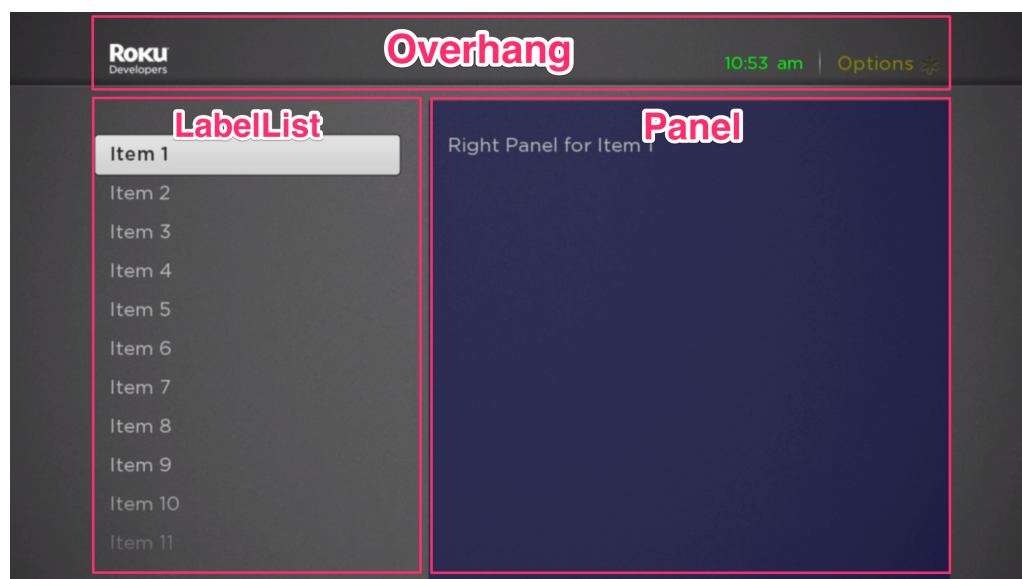 Overhang
ROKU
Developers
10:53 am | Options
LabelList
Panel
Item 1
Right Panel for Item 1
Item 2
Item 3
Item 4
Item 5
Item 6
Item 7
Item 8
Item 9
Item 10
Item 11